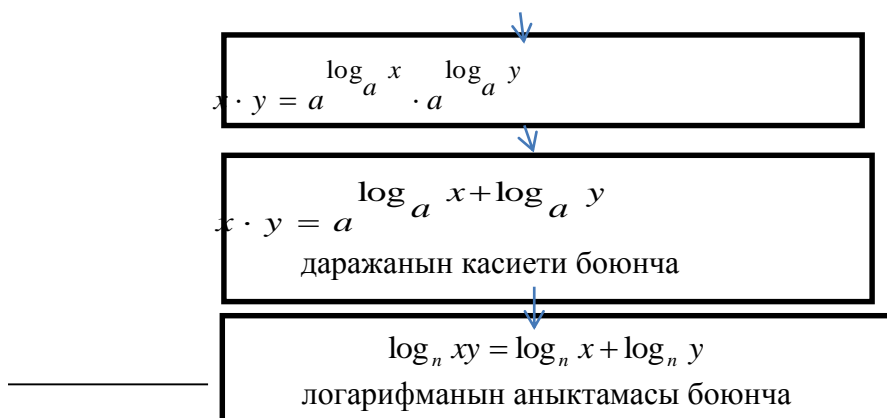 x · y = a^{log_a x} · a^{log_a y}
x · y = a^{log_a x + log_a y}
даражанын касиети боюнча
log_n xy = log_n x + log_n y
логарифманын аныктамасы боюнча